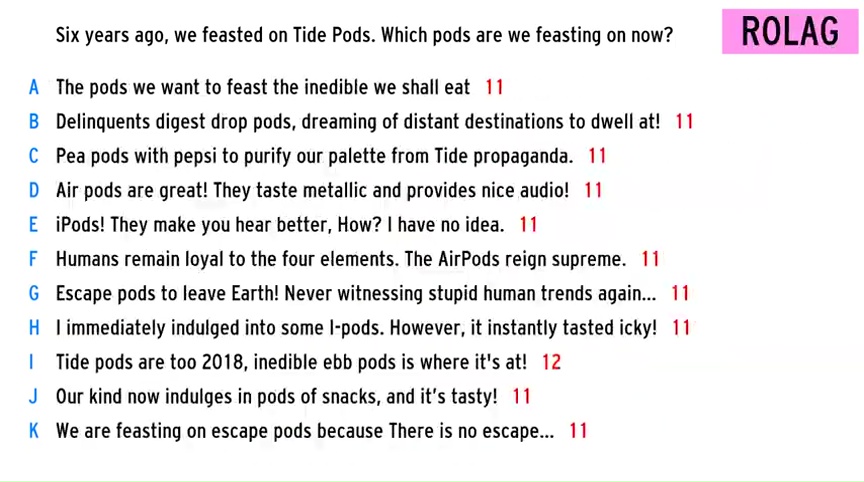 Six years ago, we feasted on Tide Pods. Which pods are we feasting on now?
ROLAG
A The pods we want to feast the inedible we shall eat 11
B Delinquents digest drop pods, dreaming of distant destinations to dwell at! 11
C Pea pods with pepsi to purify our palette from Tide propaganda. 11
D Air pods are great! They taste metallic and provides nice audio! 11
E iPods! They make you hear better, How? I have no idea. 11
F Humans remain loyal to the four elements. The AirPods reign supreme. 11
G Escape pods to leave Earth! Never witnessing stupid human trends again... 11
H I immediately indulged into some I-pods. However, it instantly tasted icky! 11
I Tide pods are too 2018, inedible ebb pods is where it's at! 12
J Our kind now indulges in pods of snacks, and it’s tasty! 11
K We are feasting on escape pods because There is no escape... 11